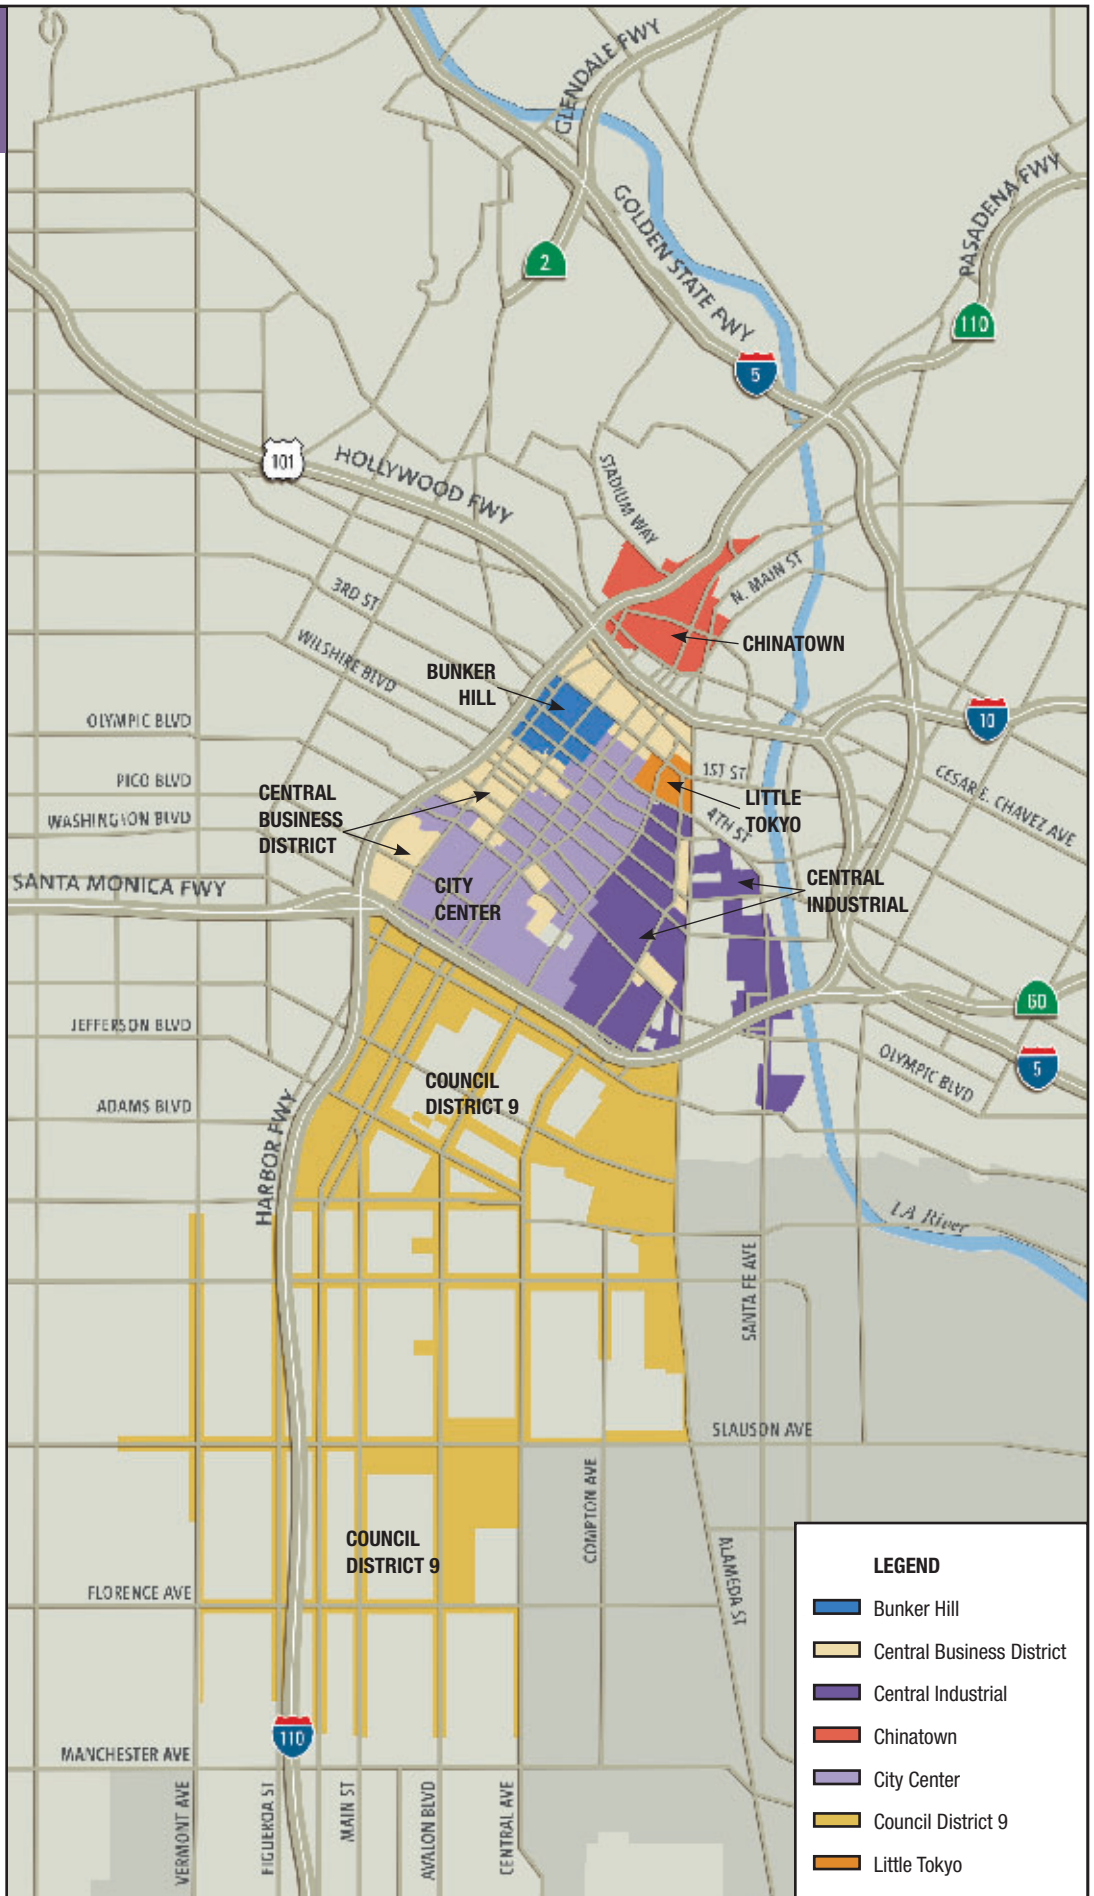 GLENDALE FWY
GOLDEN STATE FWY
PASADENA FWY
2
110
5
101
HOLLYWOOD FWY
STADIUM WAY
N. MAIN ST
3RD ST
WILSHIRE BLVD
CHINATOWN
BUNKER
HILL
OLYMPIC BLVD
10
PICO BLVD
1ST ST
CESAR E. CHAVEZ AVE
CENTRAL
BUSINESS
DISTRICT
LITTLE
TOKYO
WASHINGTON BLVD
4TH ST
SANTA MONICA FWY
CITY
CENTER
CENTRAL
INDUSTRIAL
60
JEFFERSON BLVD
OLYMPIC BLVD
5
COUNCIL
DISTRICT 9
ADAMS BLVD
HARBOR FWY
LA River
SANTA FE AVE
SLAUSON AVE
COMPTON AVE
COUNCIL
DISTRICT 9
ALAMEDA ST
FLORENCE AVE
110
MANCHESTER AVE
VERMONT AVE
FIGUEROA ST
MAIN ST
AVALON BLVD
CENTRAL AVE
LEGEND
Bunker Hill
Central Business District
Central Industrial
Chinatown
City Center
Council District 9
Little Tokyo